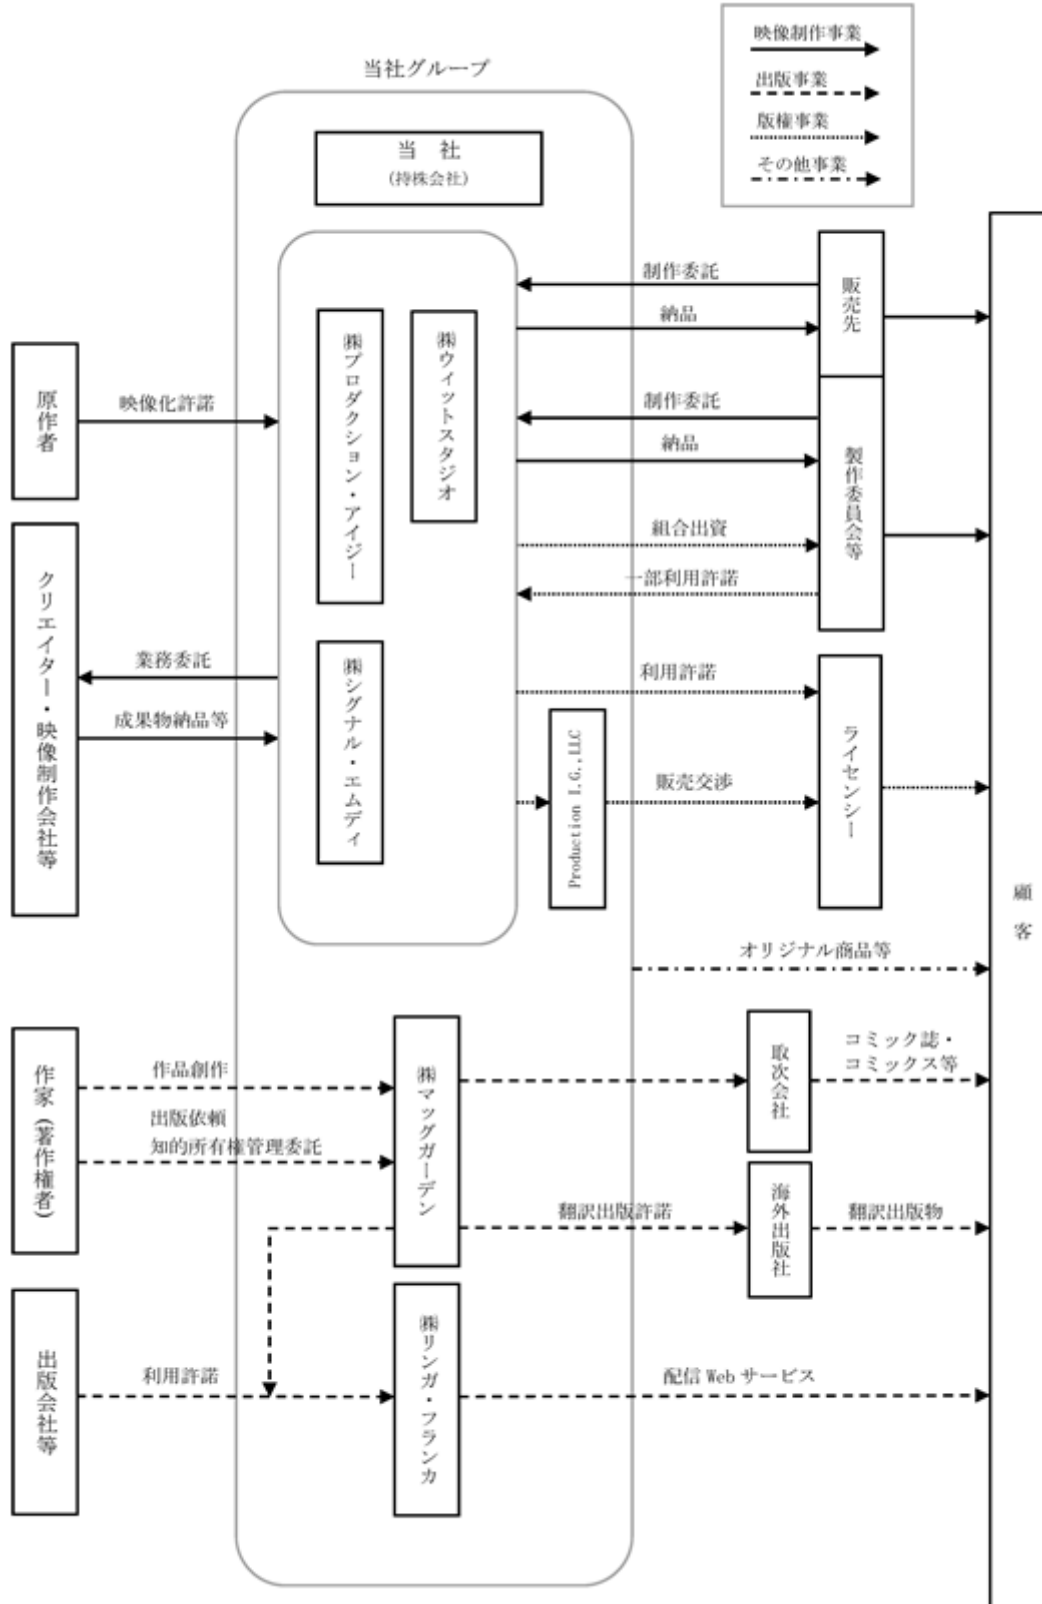 映像制作事業
出版事業
版権事業
その他事業
当社グループ
当 社
(持株会社)
㈱プロダクション・アイジー
㈱ウィットスタジオ
㈱シグナル・エムディ
原作者
映像化許諾
クリエイター・映像制作会社等
業務委託
成果物納品等
制作委託
納品
販売先
制作委託
納品
組合出資
一部利用許諾
製作委員会等
利用許諾
Production I.G.,LLC
販売交渉
ライセンシー
顧客
オリジナル商品等
作家(著作権者)
作品創作
出版依頼
知的所有権管理委託
㈱マッグガーデン
取次会社
コミック誌・
コミックス等
翻訳出版許諾
海外出版社
翻訳出版物
出版会社等
利用許諾
㈱リンガ・フランカ
配信 Web サービス